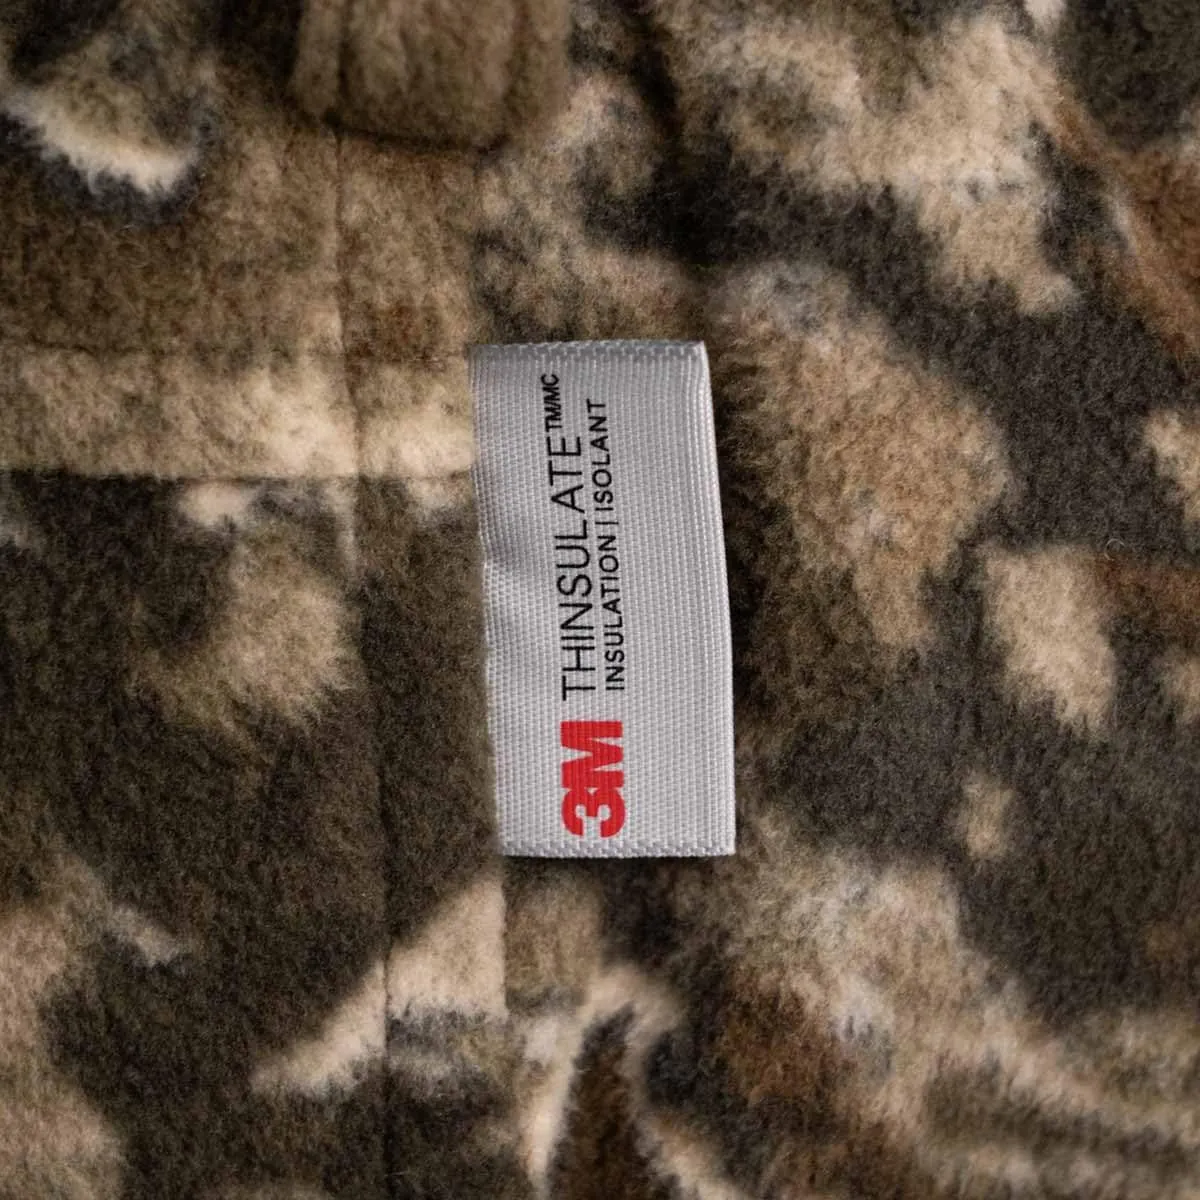 3M THINSULATE™/MC
INSULATION | ISOLANT